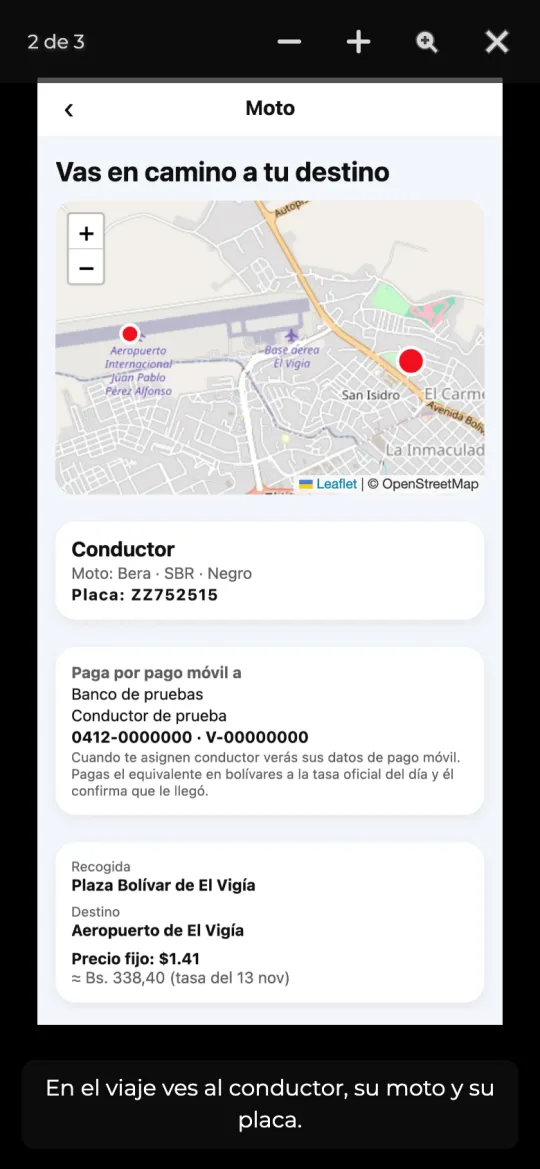 2 de 3
Moto
Vas en camino a tu destino
+
−
Aeropuerto
Internacional
Juan Pablo
Pérez Alfonso
Base aérea
El Vigía
San Isidro
El Carme
Avenida Bolív
La Inmaculad
Autopi
Leaflet | © OpenStreetMap
Conductor
Moto: Bera · SBR · Negro
Placa: ZZ752515
Paga por pago móvil a
Banco de pruebas
Conductor de prueba
0412-0000000 · V-00000000
Cuando te asignen conductor verás sus datos de pago móvil.
Pagas el equivalente en bolívares a la tasa oficial del día y él
confirma que le llegó.
Recogida
Plaza Bolívar de El Vigía
Destino
Aeropuerto de El Vigía
Precio fijo: $1.41
≈ Bs. 338,40 (tasa del 13 nov)
En el viaje ves al conductor, su moto y su
placa.